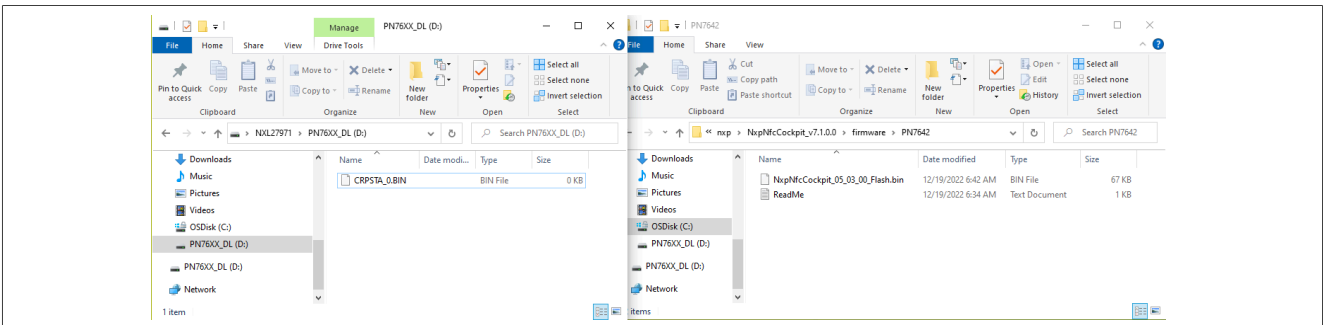 Manage PN76XX_DL (D:)
File Home Share View Drive Tools
Pin to Quick access Copy Paste
Move to Copy to Delete Rename
New folder
Properties
Select all
Select none
Invert selection
Clipboard Organize New Open Select
NXL27971 > PN76XX_DL (D:)
Search PN76XX_DL (D:)
Downloads
Music
Pictures
Videos
OSDisk (C:)
PN76XX_DL (D:)
PN76XX_DL (D:)
Network
Name Date modi... Type Size
CRPSTA_0.BIN BIN File 0 KB
1 item
PN7642
File Home Share View
to Quick access Copy Paste
Cut
Copy path
Paste shortcut
Move to Copy to Delete Rename
New folder
Properties
Open
Edit
History
Select all
Select none
Invert selection
Clipboard Organize New Open Select
« nxp > NxpNfcCockpit_v7.1.0.0 > firmware > PN7642
Search PN7642
Downloads
Music
Pictures
Videos
OSDisk (C:)
PN76XX_DL (D:)
PN76XX_DL (D:)
Network
Name Date modified Type Size
NxpNfcCockpit_05_03_00_Flash.bin 12/19/2022 6:42 AM BIN File 67 KB
ReadMe 12/19/2022 6:34 AM Text Document 1 KB
items